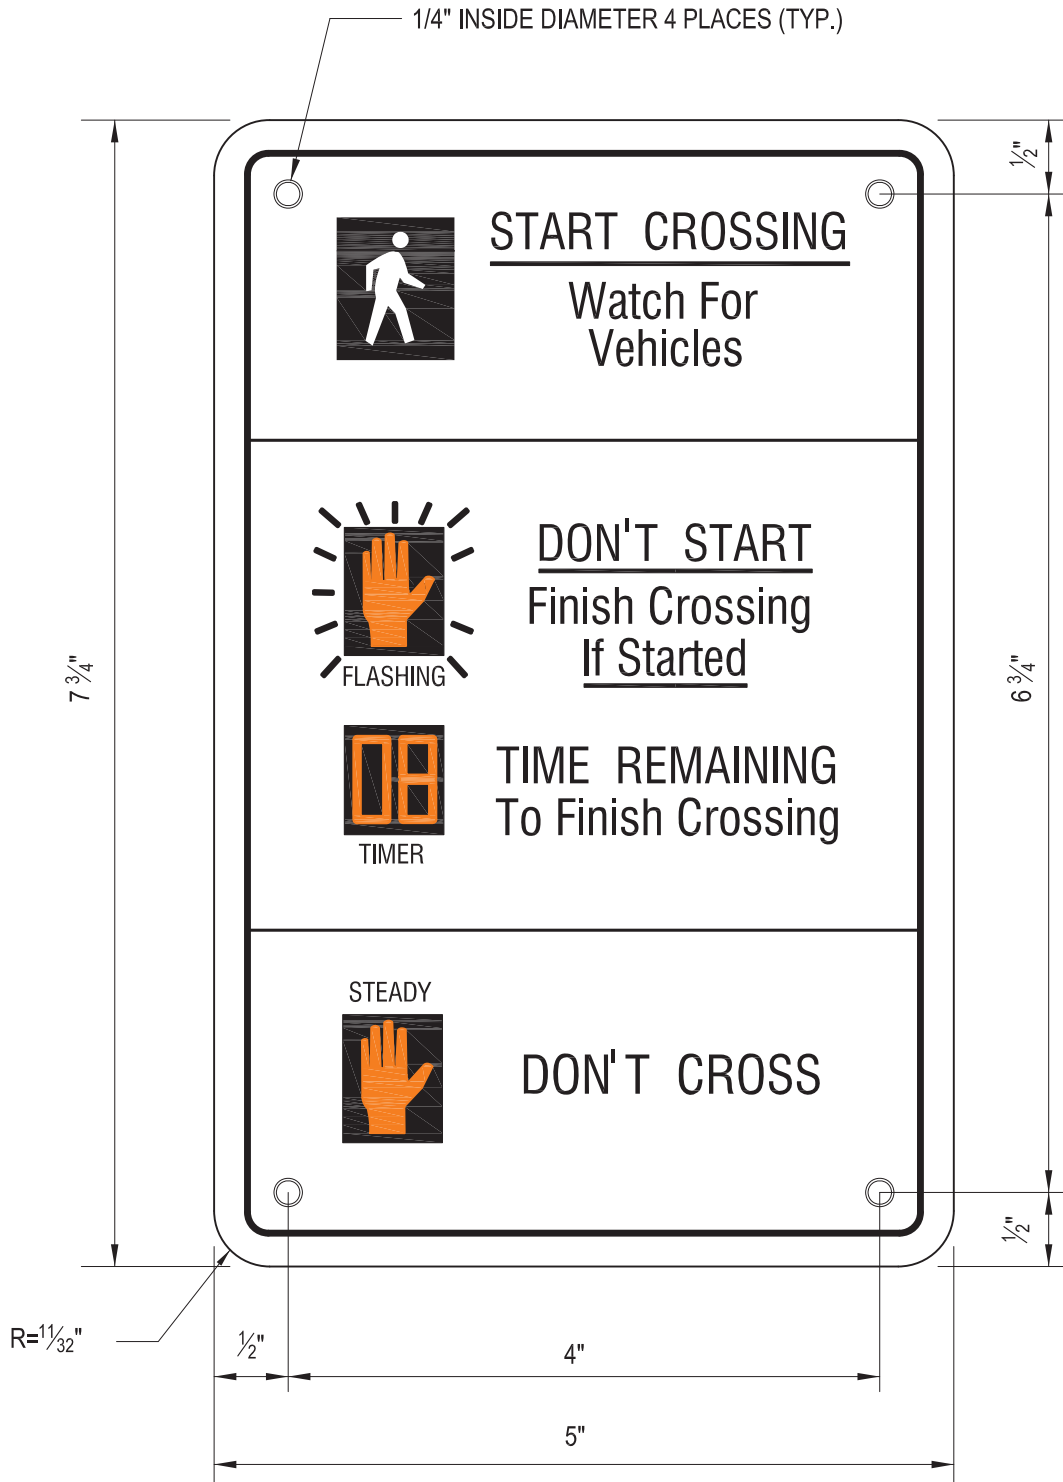 1/4" INSIDE DIAMETER 4 PLACES (TYP.)
1/2"
START CROSSING
Watch For
Vehicles
DON'T START
Finish Crossing
If Started
FLASHING
7 3/4"
6 3/4"
08
TIME REMAINING
To Finish Crossing
TIMER
STEADY
DON'T CROSS
1/2"
R=11/32"
1/2"
4"
5"